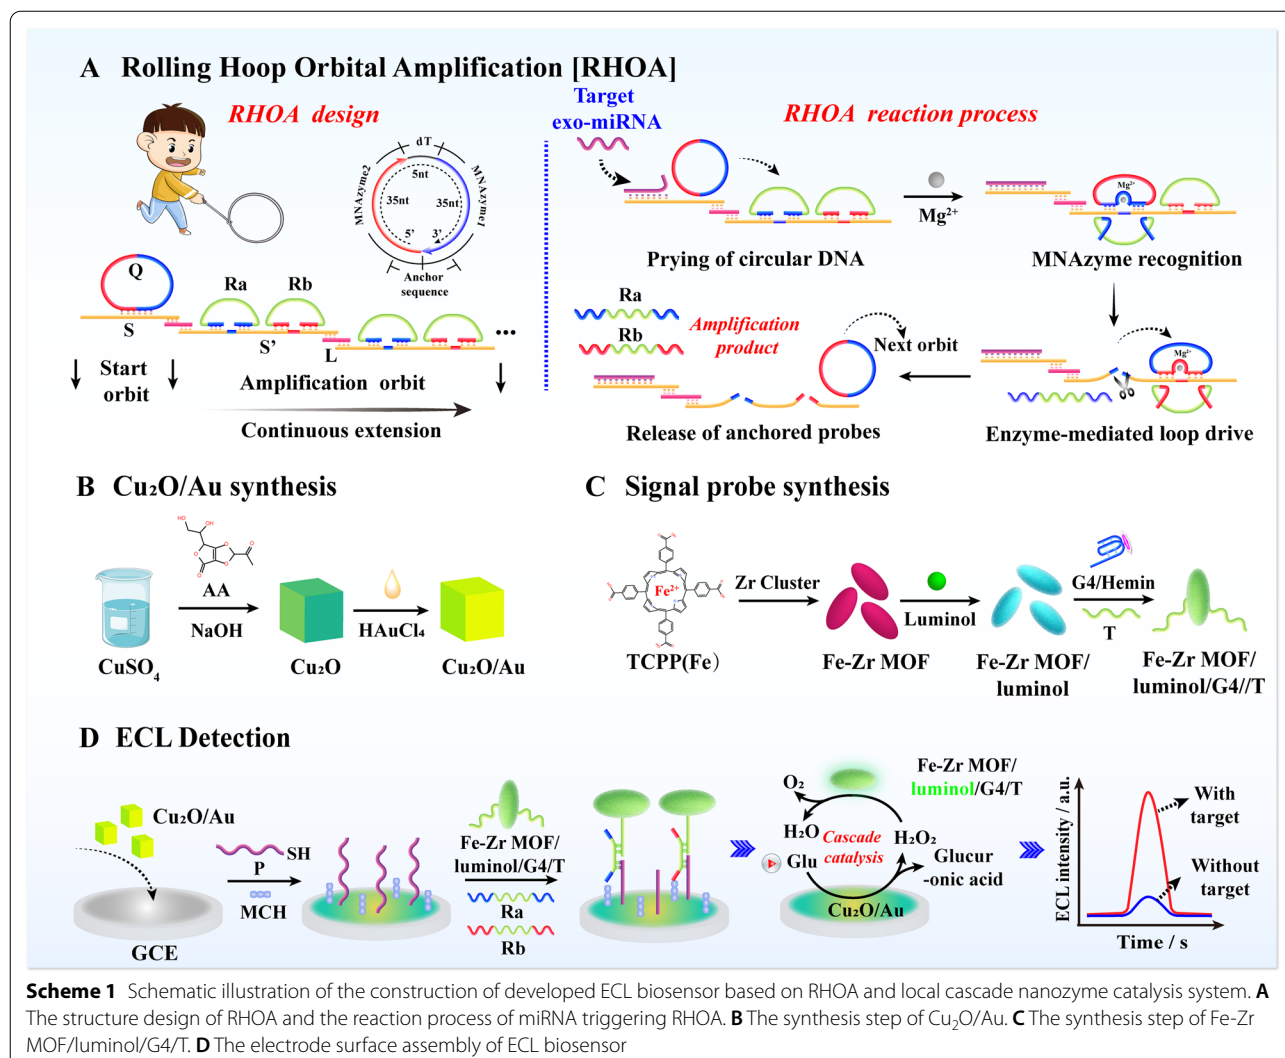 A Rolling Hoop Orbital Amplification [RHOA]
RHOA design
dT
MNAzyme2
MNAzyme1
5nt
35nt
35nt
5’
3’
Anchor
sequence
Q
Ra
Rb
S
S’
L
...
Start
orbit
Amplification orbit
Continuous extension
Target
exo-miRNA
RHOA reaction process
Prying of circular DNA
Mg²⁺
Mg²⁺
MNAzyme recognition
Ra
Rb
Amplification
product
Next orbit
Mg²⁺
Release of anchored probes
Enzyme-mediated loop drive
B Cu₂O/Au synthesis
HO
OH
O
O
O
O
O
AA
NaOH
CuSO₄
Cu₂O
HAuCl₄
Cu₂O/Au
C Signal probe synthesis
Fe²⁺
TCPP(Fe）
Zr Cluster
Fe-Zr MOF
Luminol
Fe-Zr MOF/
luminol
G4/Hemin
T
Fe-Zr MOF/
luminol/G4//T
D ECL Detection
Cu₂O/Au
GCE
SH
P
MCH
Fe-Zr MOF/
luminol/G4/T
Ra
Rb
O₂
H₂O
Glu
Cascade
catalysis
H₂O₂
Glucur
-onic acid
Cu₂O/Au
Fe-Zr MOF/
luminol/G4/T
ECL intensity / a.u.
With
target
Without
target
Time / s
Scheme 1 Schematic illustration of the construction of developed ECL biosensor based on RHOA and local cascade nanozyme catalysis system. A
The structure design of RHOA and the reaction process of miRNA triggering RHOA. B The synthesis step of Cu₂O/Au. C The synthesis step of Fe-Zr
MOF/luminol/G4/T. D The electrode surface assembly of ECL biosensor